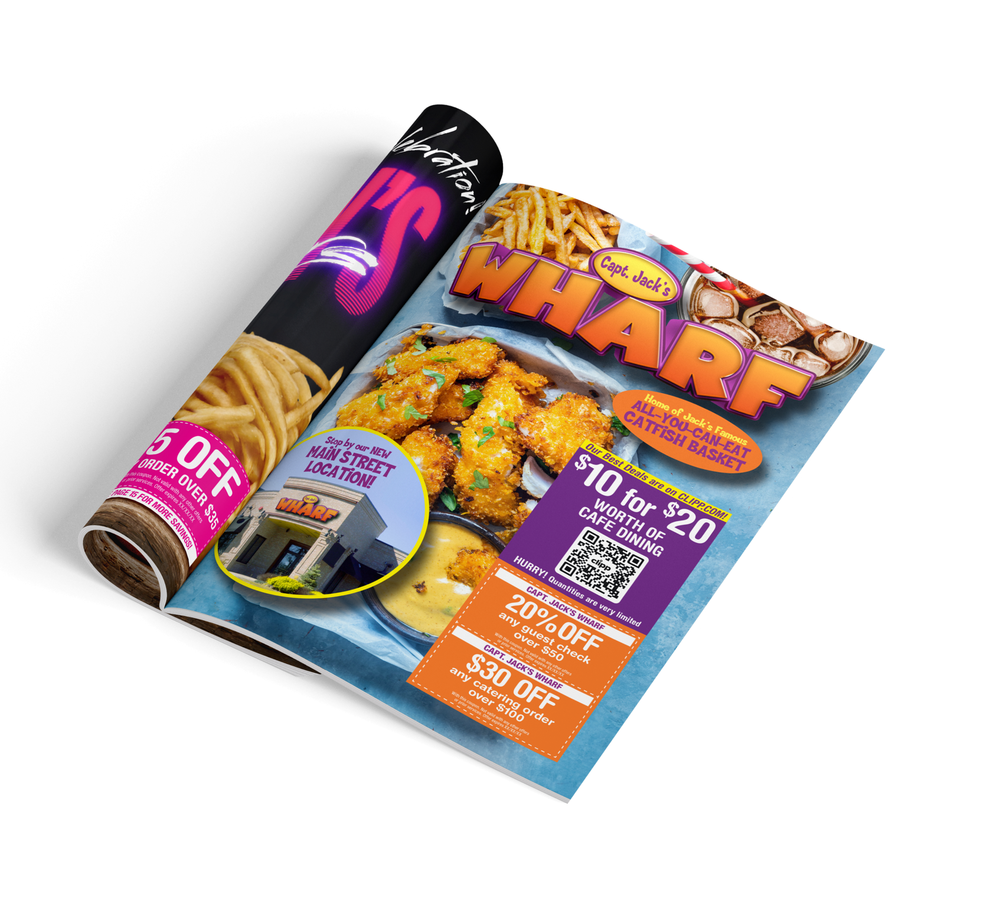 'S
5 OFF
ORDER OVER $35
this coupon. Not valid with any other offers
or prior services. Offer expires XX/XX/XX
PAGE 15 FOR MORE SAVINGS!
Capt. Jack's
WHARF
Home of Jack's Famous
ALL-YOU-CAN-EAT
CATFISH BASKET
Stop by our NEW
MAIN STREET
LOCATION!
Capt. Jack's
WHARF
Our Best Deals are on CLIPP.COM!
$10 for $20
WORTH OF
CAFE DINING
clipp
HURRY! Quantities are very limited
CAPT. JACK'S WHARF
20% OFF
any guest check
over $50
With this coupon. Not valid with any other offers
or prior services. Offer expires XX/XX/XX
CAPT. JACK'S WHARF
$30 OFF
any catering order
over $100
With this coupon. Not valid with any other offers
or prior services. Offer expires XX/XX/XX